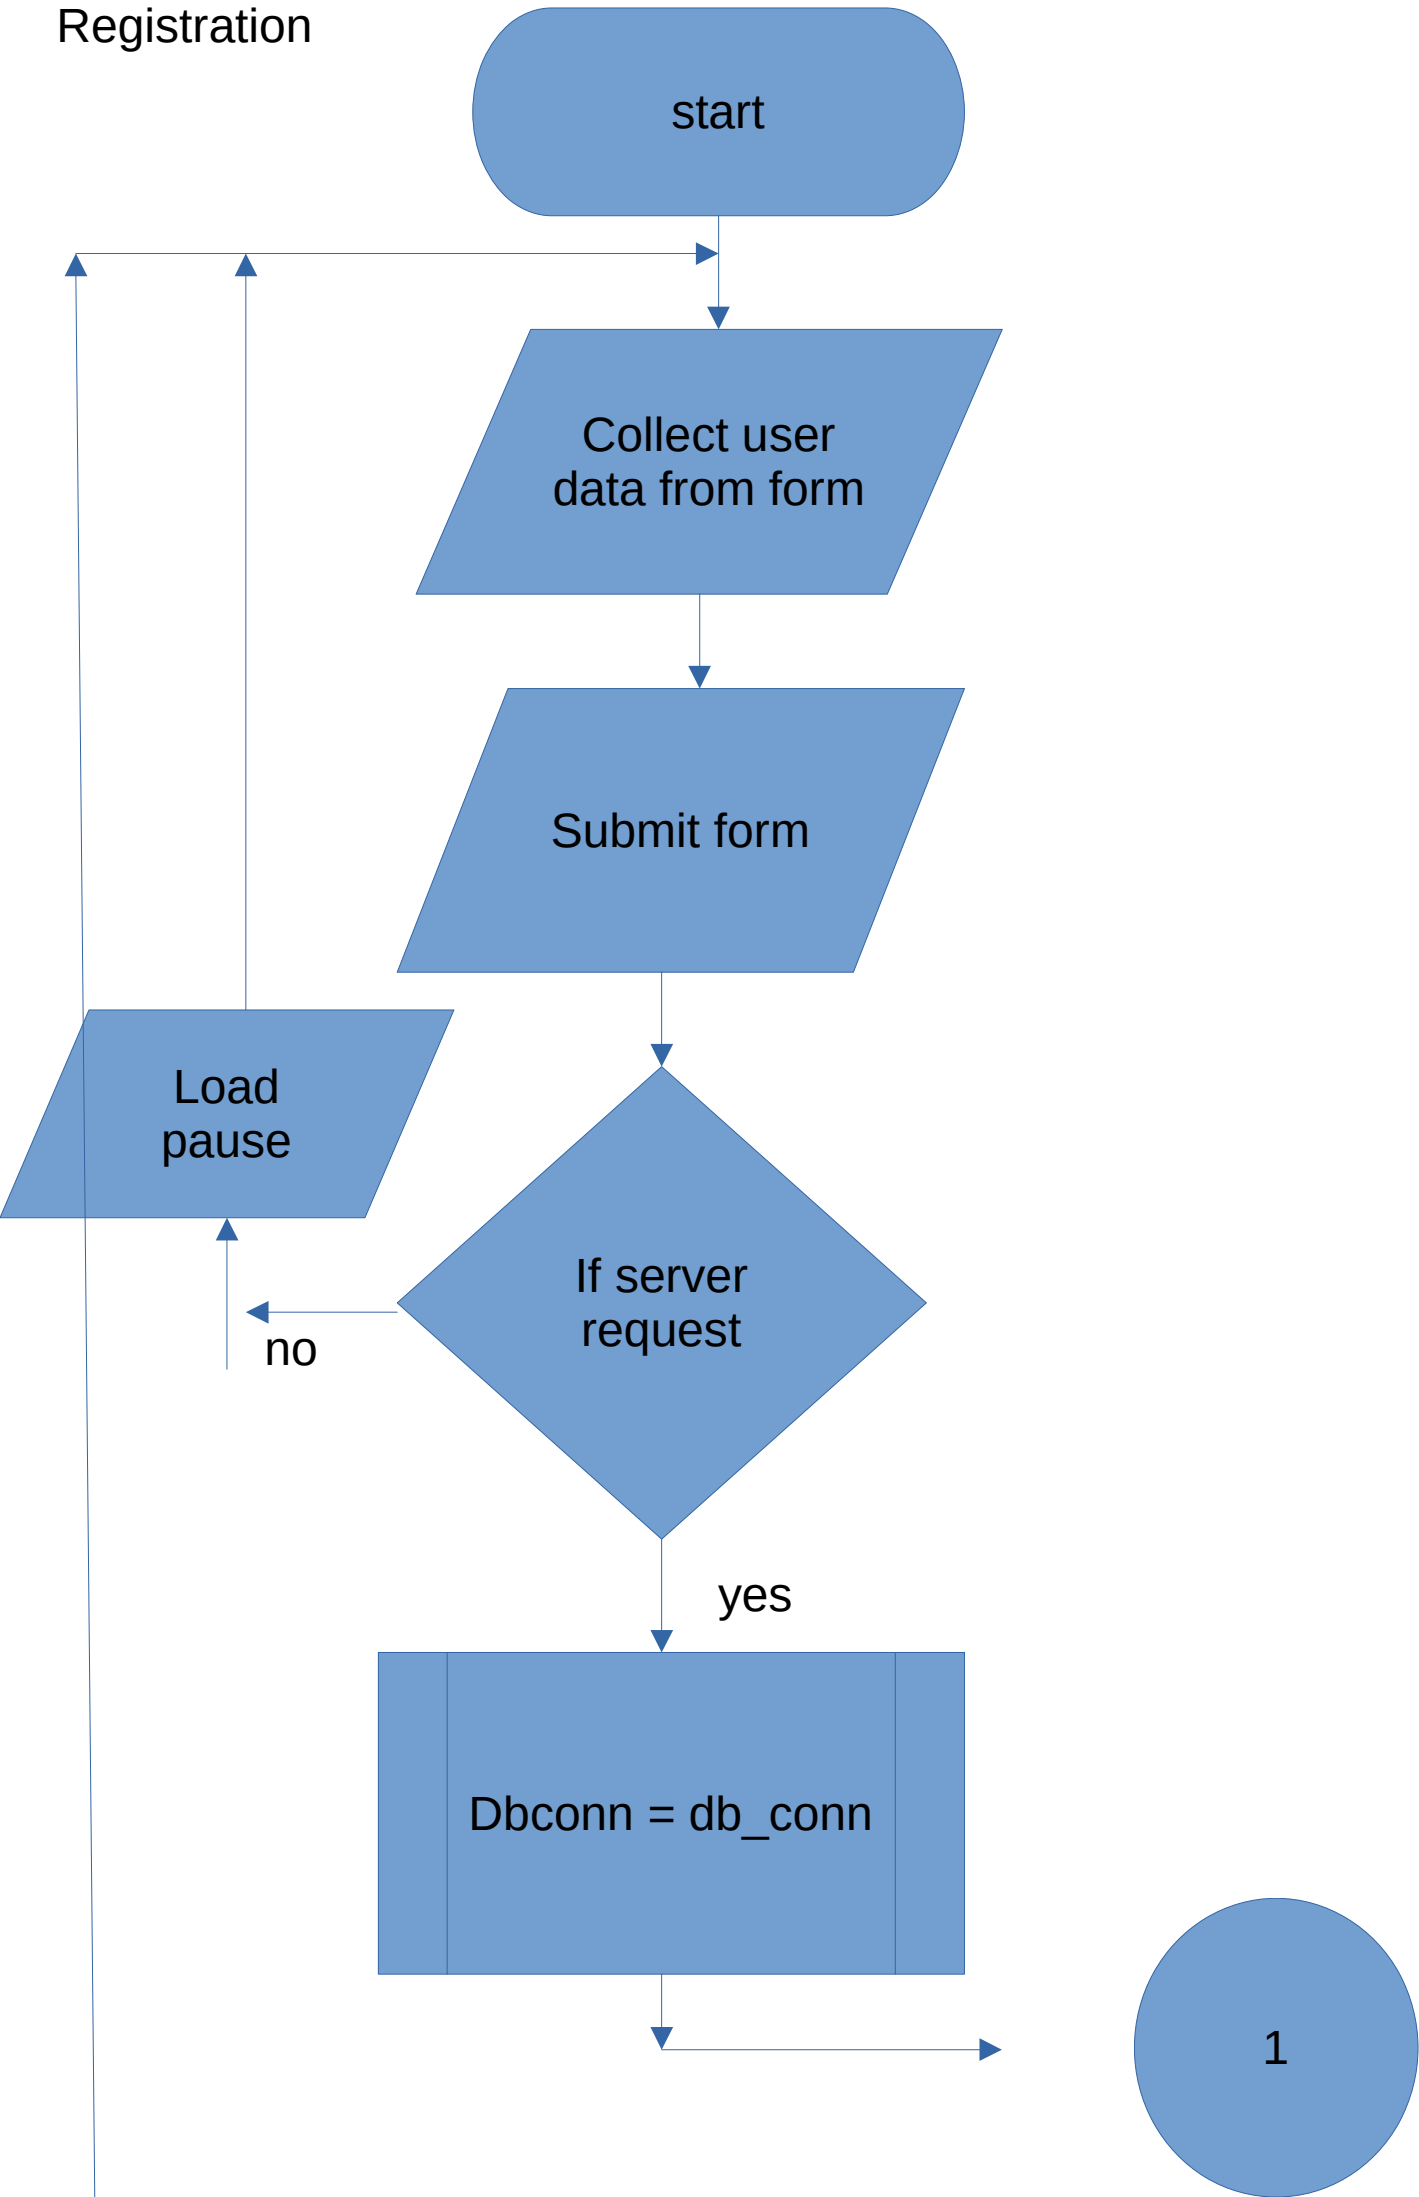 Registration
start
Collect user
data from form
Submit form
Load
pause
If server
request
no
yes
Dbconn = db_conn
1